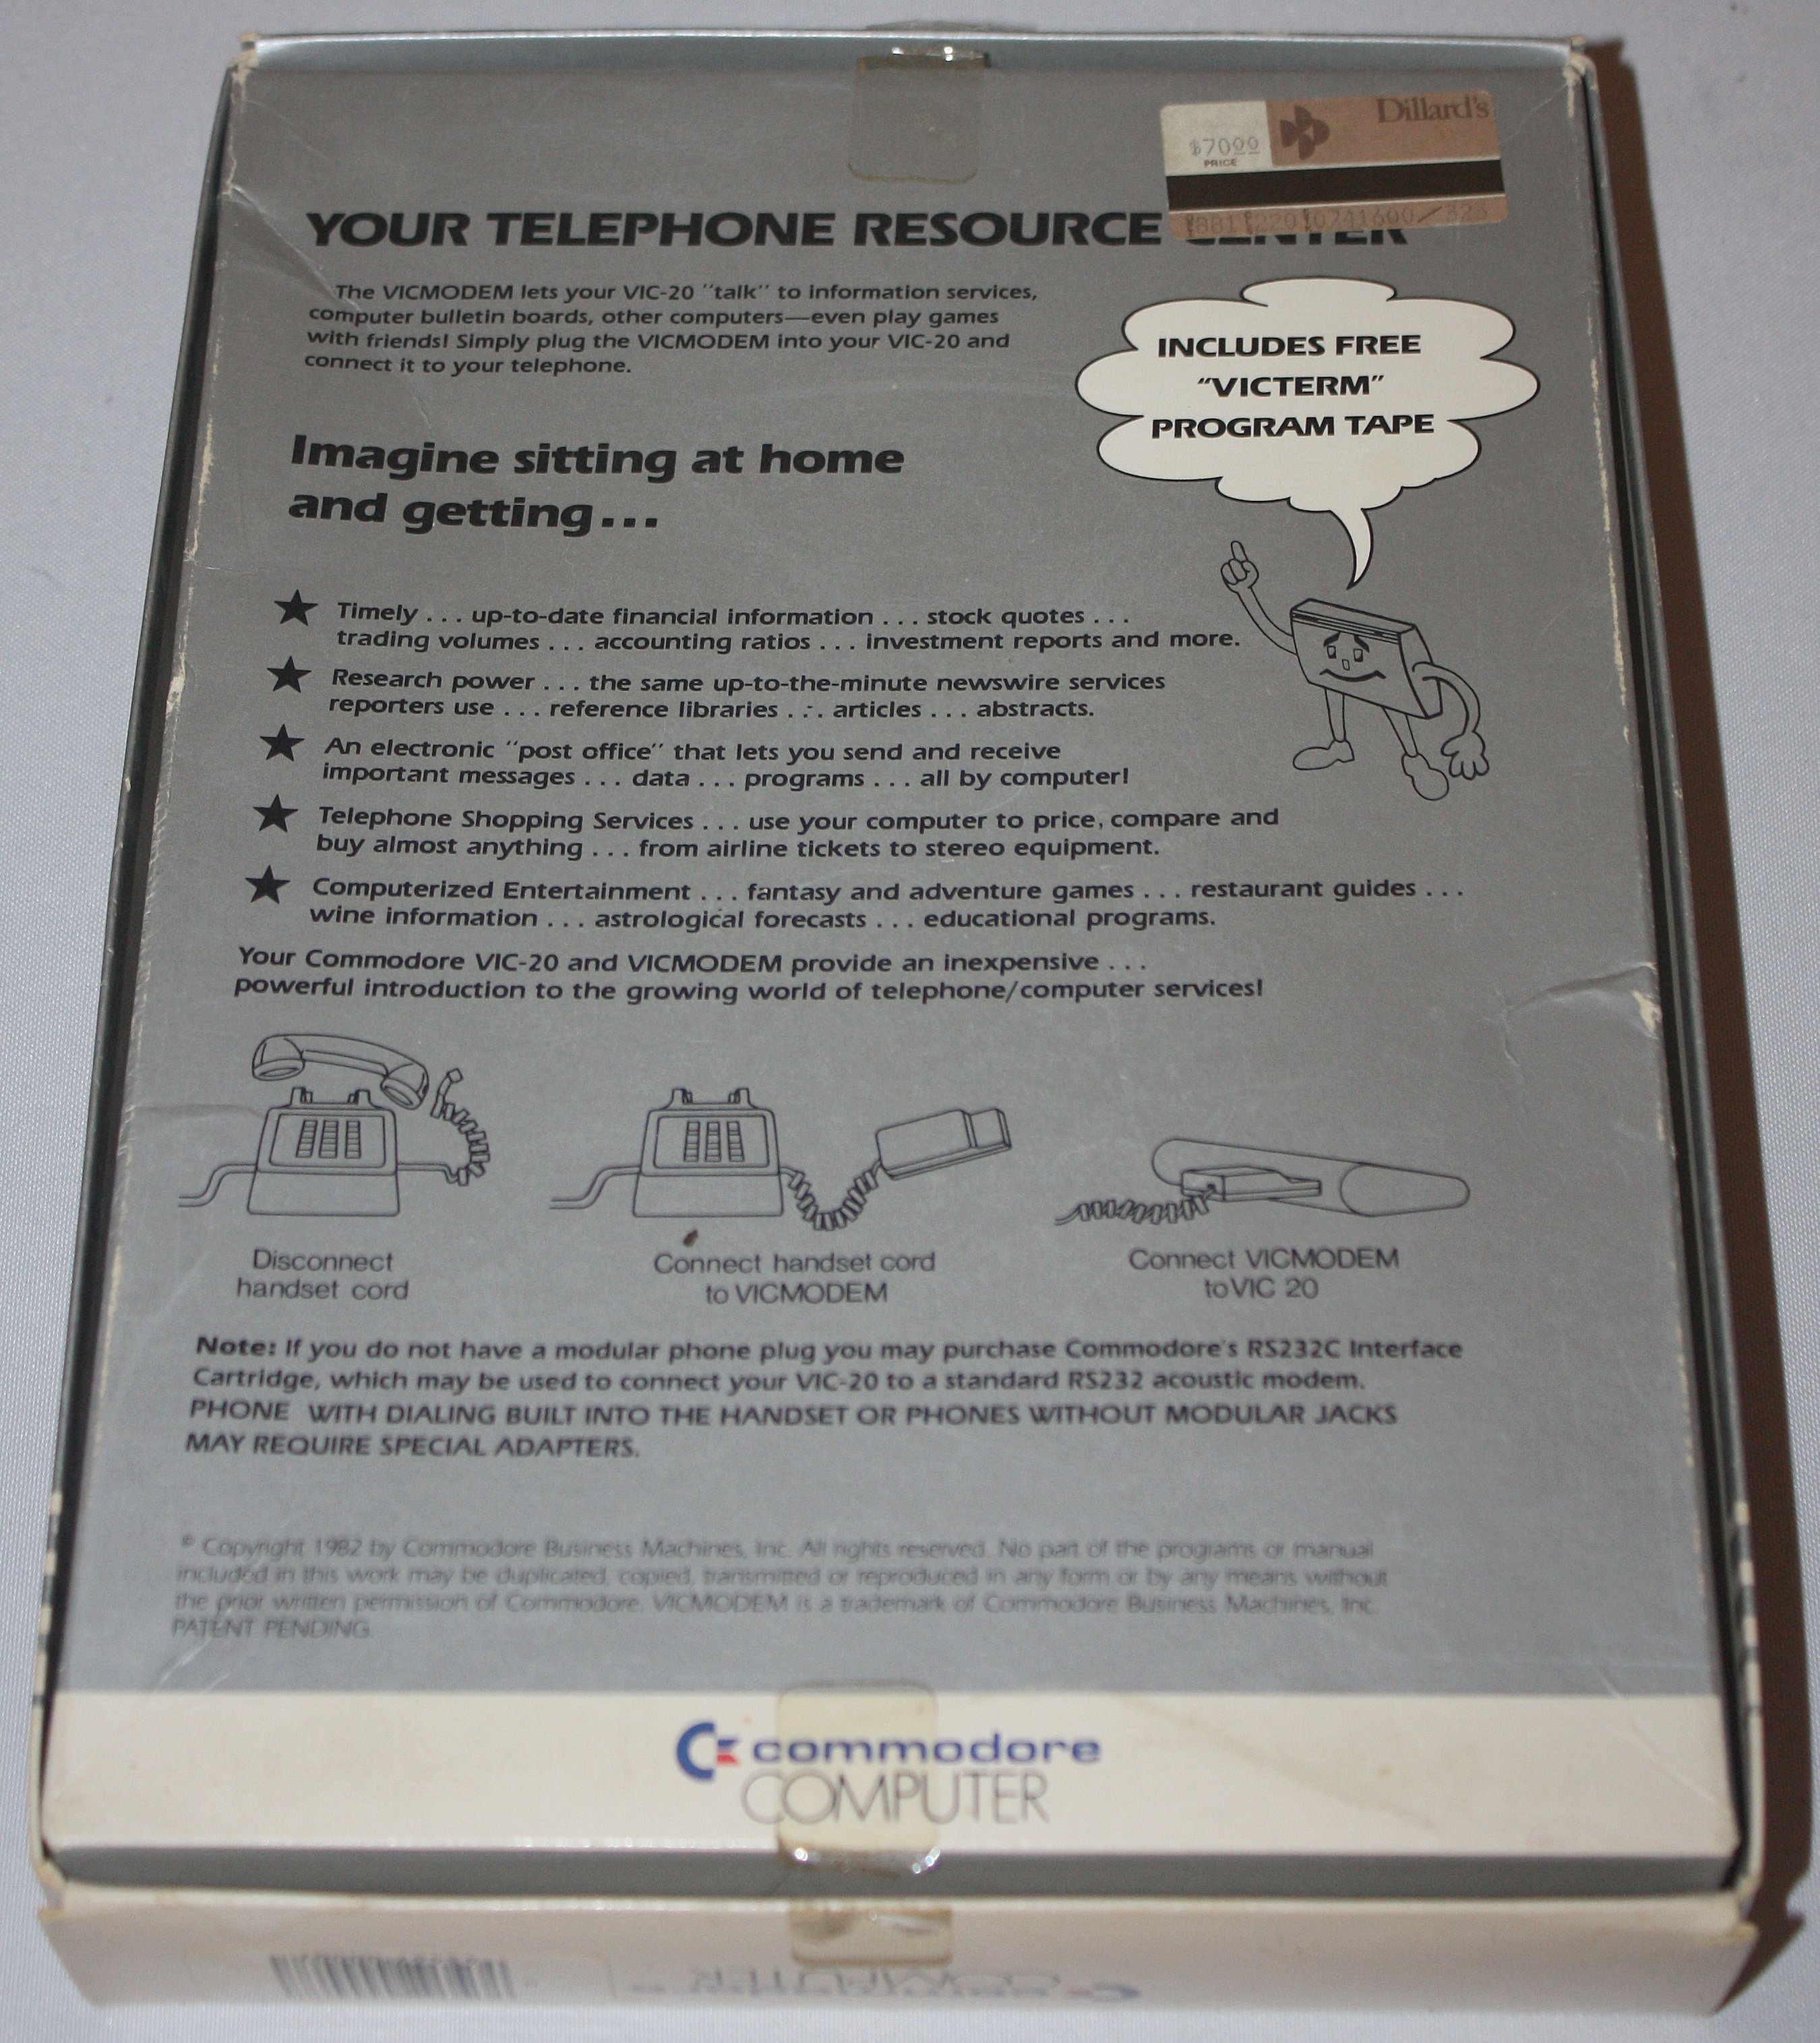 Dillard's
$70.00
PRICE
YOUR TELEPHONE RESOURCE CENTER
The VICMODEM lets your VIC-20 “talk” to information services,
computer bulletin boards, other computers—even play games
with friends! Simply plug the VICMODEM into your VIC-20 and
connect it to your telephone.
INCLUDES FREE
“VICTERM”
PROGRAM TAPE
Imagine sitting at home
and getting...
★ Timely . . . up-to-date financial information . . . stock quotes . . .
trading volumes . . . accounting ratios . . . investment reports and more.
★ Research power . . . the same up-to-the-minute newswire services
reporters use . . . reference libraries . . . articles . . . abstracts.
★ An electronic “post office” that lets you send and receive
important messages . . . data . . . programs . . . all by computer!
★ Telephone Shopping Services . . . use your computer to price, compare and
buy almost anything . . . from airline tickets to stereo equipment.
★ Computerized Entertainment . . . fantasy and adventure games . . . restaurant guides . . .
wine information . . . astrological forecasts . . . educational programs.
Your Commodore VIC-20 and VICMODEM provide an inexpensive . . .
powerful introduction to the growing world of telephone/computer services!
Disconnect
handset cord
Connect handset cord
to VICMODEM
Connect VICMODEM
to VIC 20
Note: If you do not have a modular phone plug you may purchase Commodore's RS232C Interface
Cartridge, which may be used to connect your VIC-20 to a standard RS232 acoustic modem.
PHONE WITH DIALING BUILT INTO THE HANDSET OR PHONES WITHOUT MODULAR JACKS
MAY REQUIRE SPECIAL ADAPTERS.
© Copyright 1982 by Commodore Business Machines, Inc. All rights reserved. No part of the programs or manual
included in this work may be duplicated, copied, transmitted or reproduced in any form or by any means without
the prior written permission of Commodore. VICMODEM is a trademark of Commodore Business Machines, Inc.
PATENT PENDING.
commodore
COMPUTER
commodore
COMPUTER